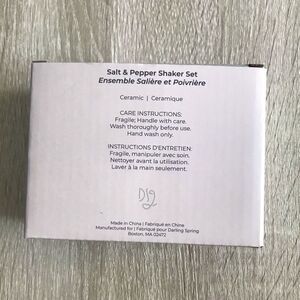 Salt & Pepper Shaker Set
Ensemble Salière et Poivrière
Ceramic | Ceramique
CARE INSTRUCTIONS:
Fragile; Handle with care.
Wash thoroughly before use.
Hand wash only.
INSTRUCTIONS D'ENTRETIEN:
Fragile, manipuler avec soin.
Nettoyer avant la utilisation.
Laver à la main seulement.
Made in China | Fabriqué en Chine
Manufactured for | Fabriqué pour Darling Spring
Boston, MA 02472